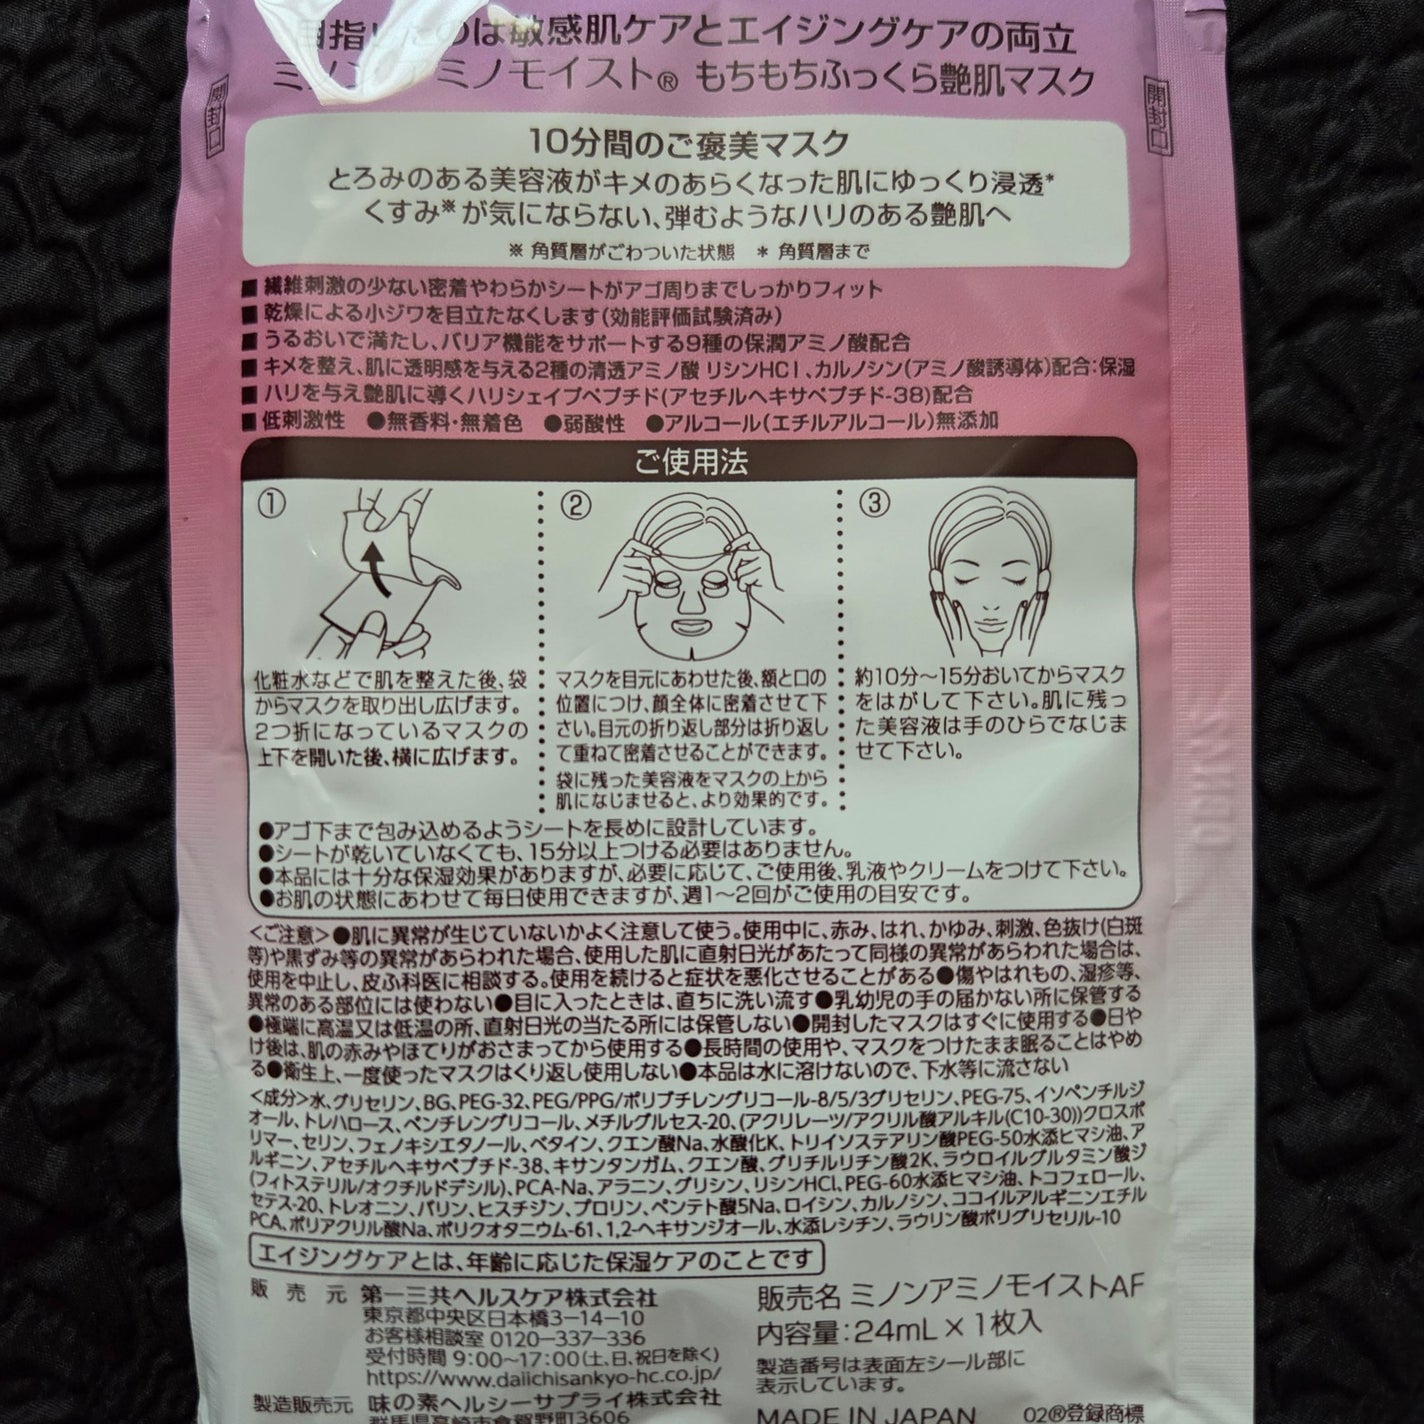 目指したのは敏感肌ケアとエイジングケアの両立
ミノンアミノモイスト® もちもちふっくら艶肌マスク
開封口
開封口
10分間のご褒美マスク
とろみのある美容液がキメのあらくなった肌にゆっくり浸透*
くすみ※が気にならない、弾むようなハリのある艶肌へ
※ 角質層がごわついた状態 * 角質層まで
■ 繊維刺激の少ない密着やわらかシートがアゴ周りまでしっかりフィット
■ 乾燥による小ジワを目立たなくします(効能評価試験済み)
■ うるおいで満たし、バリア機能をサポートする9種の保潤アミノ酸配合
■ キメを整え、肌に透明感を与える2種の清透アミノ酸 リシンHCl、カルノシン(アミノ酸誘導体)配合:保湿
■ ハリを与え艶肌に導くハリシェイプペプチド(アセチルヘキサペプチド-38)配合
■ 低刺激性 ●無香料・無着色 ●弱酸性 ●アルコール(エチルアルコール)無添加
ご使用法
①
化粧水などで肌を整えた後、袋
からマスクを取り出し広げます。
2つ折になっているマスクの
上下を開いた後、横に広げます。
②
マスクを目元にあわせた後、額と口の
位置につけ、顔全体に密着させて下
さい。目元の折り返し部分は折り返し
て重ねて密着させることができます。
袋に残った美容液をマスクの上から
肌になじませると、より効果的です。
③
約10分～15分おいてからマスク
をはがして下さい。肌に残っ
た美容液は手のひらでなじま
せて下さい。
●アゴ下まで包み込めるようシートを長めに設計しています。
●シートが乾いていなくても、15分以上つける必要はありません。
●本品には十分な保湿効果がありますが、必要に応じて、ご使用後、乳液やクリームをつけて下さい。
●お肌の状態にあわせて毎日使用できますが、週1～2回がご使用の目安です。
<ご注意>●肌に異常が生じていないかよく注意して使う。使用中に、赤み、はれ、かゆみ、刺激、色抜け(白斑
等)や黒ずみ等の異常があらわれた場合、使用した肌に直射日光があたって同様の異常があらわれた場合は、
使用を中止し、皮ふ科医に相談する。使用を続けると症状を悪化させることがある●傷やはれもの、湿疹等、
異常のある部位には使わない●目に入ったときは、直ちに洗い流す●乳幼児の手の届かない所に保管する
●極端に高温又は低温の所、直射日光の当たる所には保管しない●開封したマスクはすぐに使用する●日や
け後は、肌の赤みやほてりがおさまってから使用する●長時間の使用や、マスクをつけたまま眠ることはやめ
る●衛生上、一度使ったマスクはくり返し使用しない●本品は水に溶けないので、下水等に流さない
<成分>水、グリセリン、BG、PEG-32、PEG/PPG/ポリブチレングリコール-8/5/3グリセリン、PEG-75、イソペンチルジ
オール、トレハロース、ペンチレングリコール、メチルグルセス-20、(アクリレーツ/アクリル酸アルキル(C10-30))クロスポ
リマー、セリン、フェノキシエタノール、ベタイン、クエン酸Na、水酸化K、トリイソステアリン酸PEG-50水添ヒマシ油、ア
ルギニン、アセチルヘキサペプチド-38、キサンタンガム、クエン酸、グリチルリチン酸2K、ラウロイルグルタミン酸ジ
(フィトステリル/オクチルドデシル)、PCA-Na、アラニン、グリシン、リシンHCl、PEG-60水添ヒマシ油、トコフェロール、
セテス-20、トレオニン、バリン、ヒスチジン、プロリン、ペンテト酸5Na、ロイシン、カルノシン、ココイルアルギニンエチル
PCA、ポリアクリル酸Na、ポリクオタニウム-61、1,2-ヘキサンジオール、水添レシチン、ラウリン酸ポリグリセリル-10
エイジングケアとは、年齢に応じた保湿ケアのことです
販売元 第一三共ヘルスケア株式会社
東京都中央区日本橋3-14-10
お客様相談室 0120-337-336
受付時間 9:00～17:00(土、日、祝日を除く)
https://www.daiichisankyo-hc.co.jp/
製造販売元 味の素ヘルシーサプライ株式会社
群馬県高崎市倉賀野町3606
販売名 ミノンアミノモイストAF
内容量:24mL×1枚入
製造番号は表面左シール部に
表示しています。
MADE IN JAPAN 02®登録商標